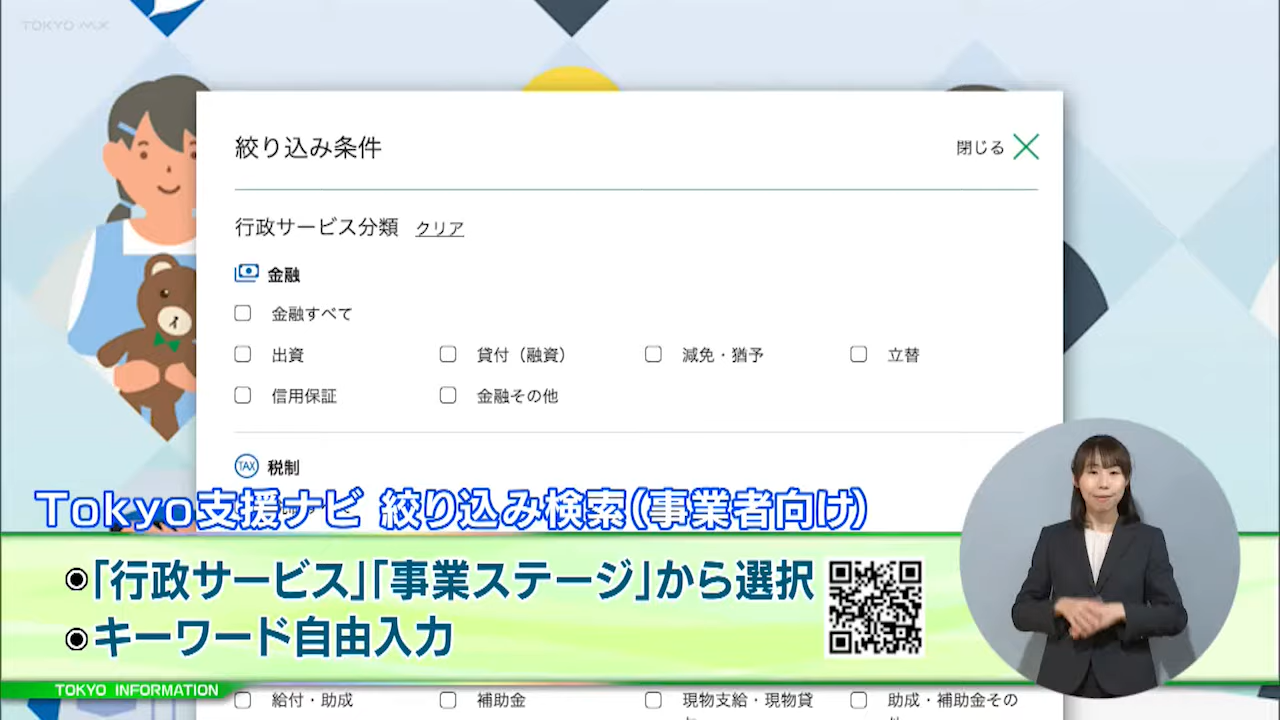 TOKYO MX
絞り込み条件
閉じる
行政サービス分類 クリア
金融
金融すべて
出資 貸付（融資） 減免・猶予 立替
信用保証 金融その他
TAX 税制
Tokyo支援ナビ 絞り込み検索(事業者向け)
◉「行政サービス」「事業ステージ」から選択
◉キーワード自由入力
TOKYO INFORMATION
給付・助成 補助金 現物支給・現物貸 助成・補助金その